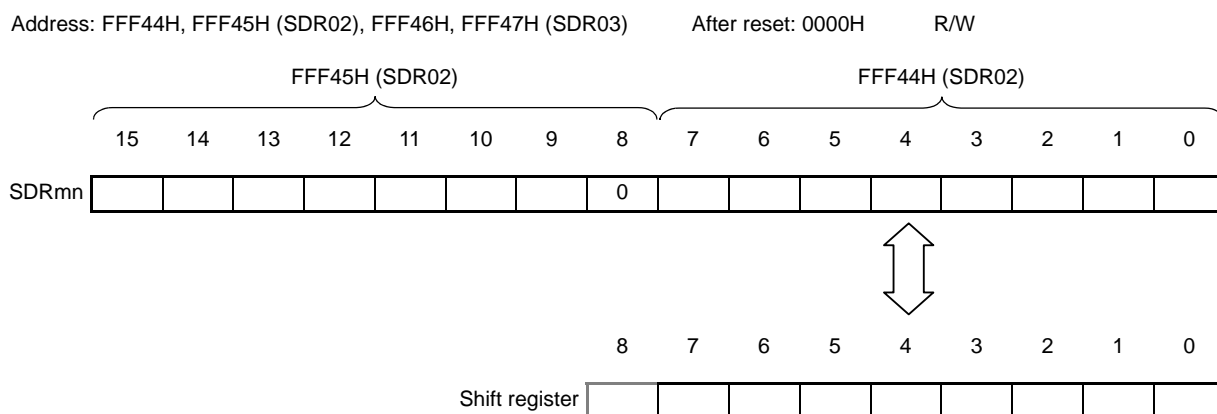 Address: FFF44H, FFF45H (SDR02), FFF46H, FFF47H (SDR03) After reset: 0000H R/W
FFF45H (SDR02) FFF44H (SDR02)
15 14 13 12 11 10 9 8 7 6 5 4 3 2 1 0
SDRmn 0
8 7 6 5 4 3 2 1 0
Shift register